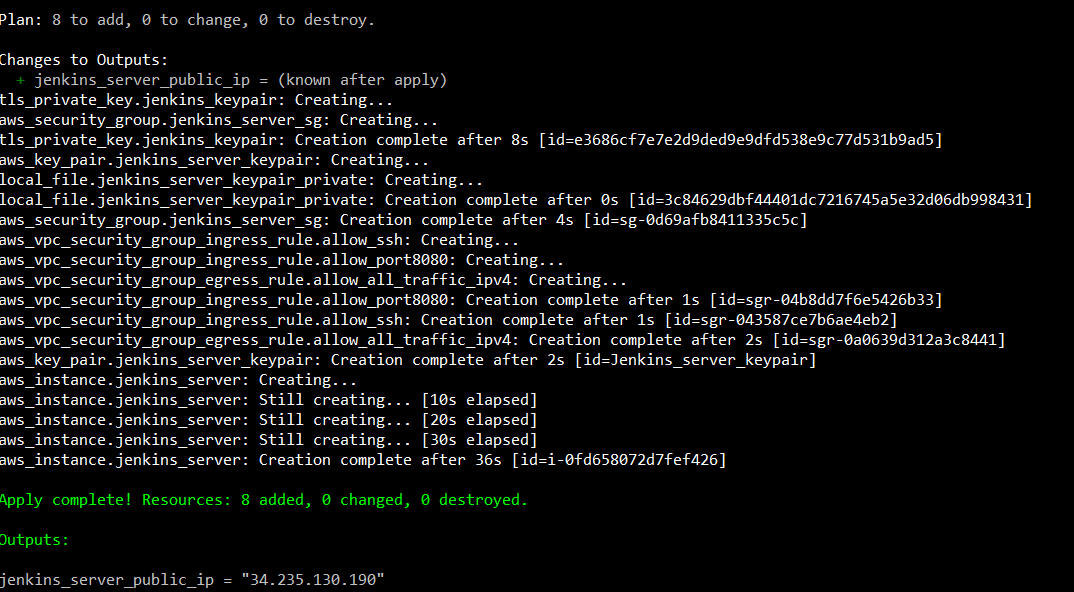 Plan: 8 to add, 0 to change, 0 to destroy.
Changes to Outputs:
+ jenkins_server_public_ip = (known after apply)
tls_private_key.jenkins_keypair: Creating...
aws_security_group.jenkins_server_sg: Creating...
tls_private_key.jenkins_keypair: Creation complete after 8s [id=e3686cf7e7e2d9ded9e9dfd538e9c77d531b9ad5]
aws_key_pair.jenkins_server_keypair: Creating...
local_file.jenkins_server_keypair_private: Creating...
local_file.jenkins_server_keypair_private: Creation complete after 0s [id=3c84629dbf44401dc7216745a5e32d06db998431]
aws_security_group.jenkins_server_sg: Creation complete after 4s [id=sg-0d69afb8411335c5c]
aws_vpc_security_group_ingress_rule.allow_ssh: Creating...
aws_vpc_security_group_ingress_rule.allow_port8080: Creating...
aws_vpc_security_group_egress_rule.allow_all_traffic_ipv4: Creating...
aws_vpc_security_group_ingress_rule.allow_port8080: Creation complete after 1s [id=sgr-04b8dd7f6e5426b33]
aws_vpc_security_group_ingress_rule.allow_ssh: Creation complete after 1s [id=sgr-043587ce7b6ae4eb2]
aws_vpc_security_group_egress_rule.allow_all_traffic_ipv4: Creation complete after 2s [id=sgr-0a0639d312a3c8441]
aws_key_pair.jenkins_server_keypair: Creation complete after 2s [id=Jenkins_server_keypair]
aws_instance.jenkins_server: Creating...
aws_instance.jenkins_server: Still creating... [10s elapsed]
aws_instance.jenkins_server: Still creating... [20s elapsed]
aws_instance.jenkins_server: Still creating... [30s elapsed]
aws_instance.jenkins_server: Creation complete after 36s [id=i-0fd658072d7fef426]
Apply complete! Resources: 8 added, 0 changed, 0 destroyed.
Outputs:
jenkins_server_public_ip = "34.235.130.190"